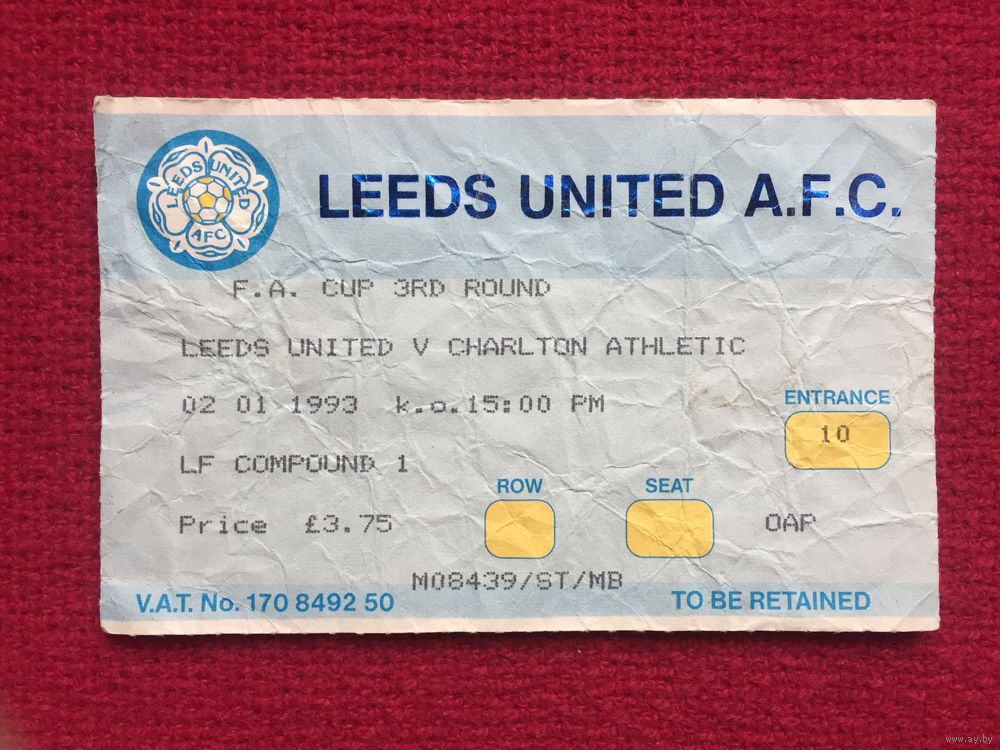 LEEDS UNITED AFC
LEEDS UNITED A.F.C.
F.A. CUP 3RD ROUND
LEEDS UNITED V CHARLTON ATHLETIC
02 01 1993 k.o.15:00 PM
ENTRANCE
10
LF COMPOUND 1
ROW SEAT
Price £3.75 OAP
M08439/ST/MB
V.A.T. No. 170 8492 50 TO BE RETAINED
www.ay.by